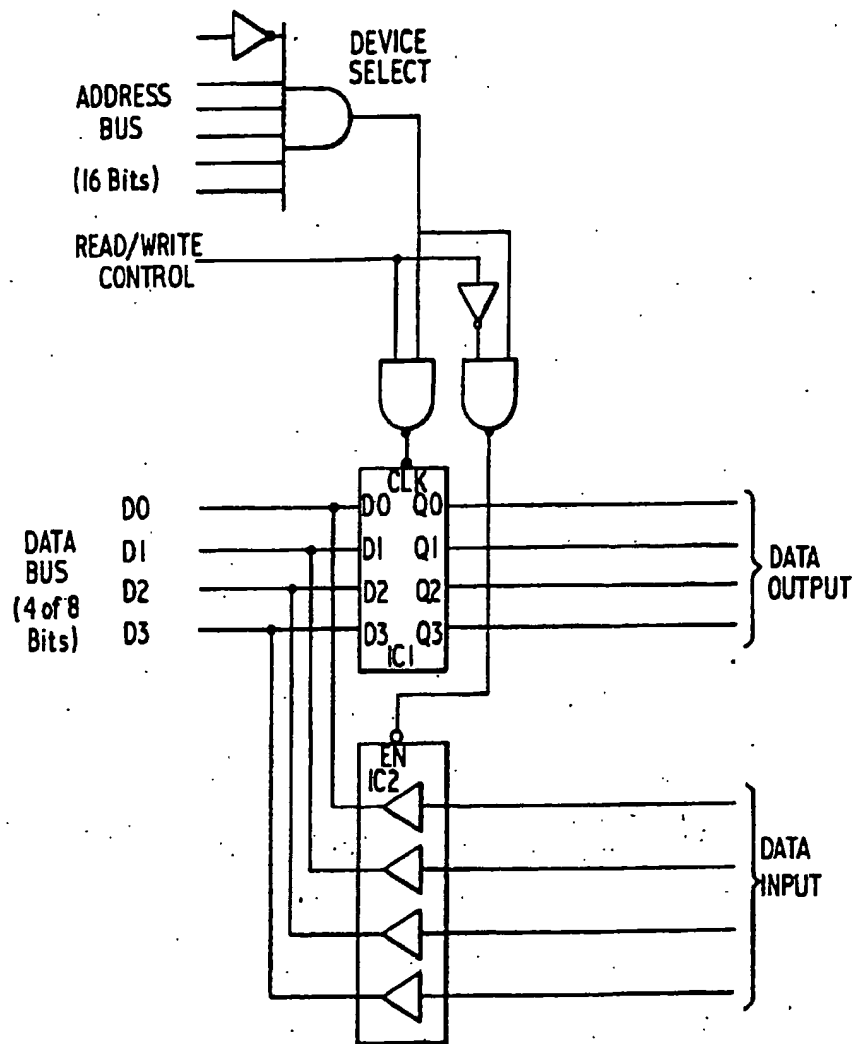 DEVICE
SELECT
ADDRESS
BUS
(16 Bits)
READ/WRITE
CONTROL
CLK
D0
D0
Q0
D1
D1
Q1
DATA
BUS
(4 of 8
Bits)
D2
D2
Q2
D3
D3
Q3
IC1
DATA
OUTPUT
EN
IC2
DATA
INPUT